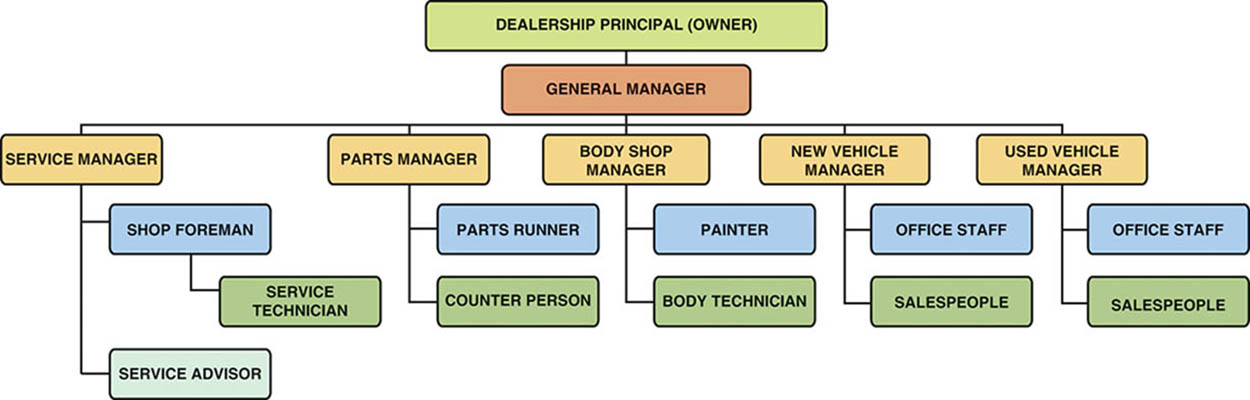 DEALERSHIP PRINCIPAL (OWNER)
GENERAL MANAGER
SERVICE MANAGER
PARTS MANAGER
BODY SHOP
MANAGER
NEW VEHICLE
MANAGER
USED VEHICLE
MANAGER
SHOP FOREMAN
PARTS RUNNER
PAINTER
OFFICE STAFF
OFFICE STAFF
SERVICE
TECHNICIAN
COUNTER PERSON
BODY TECHNICIAN
SALESPEOPLE
SALESPEOPLE
SERVICE ADVISOR